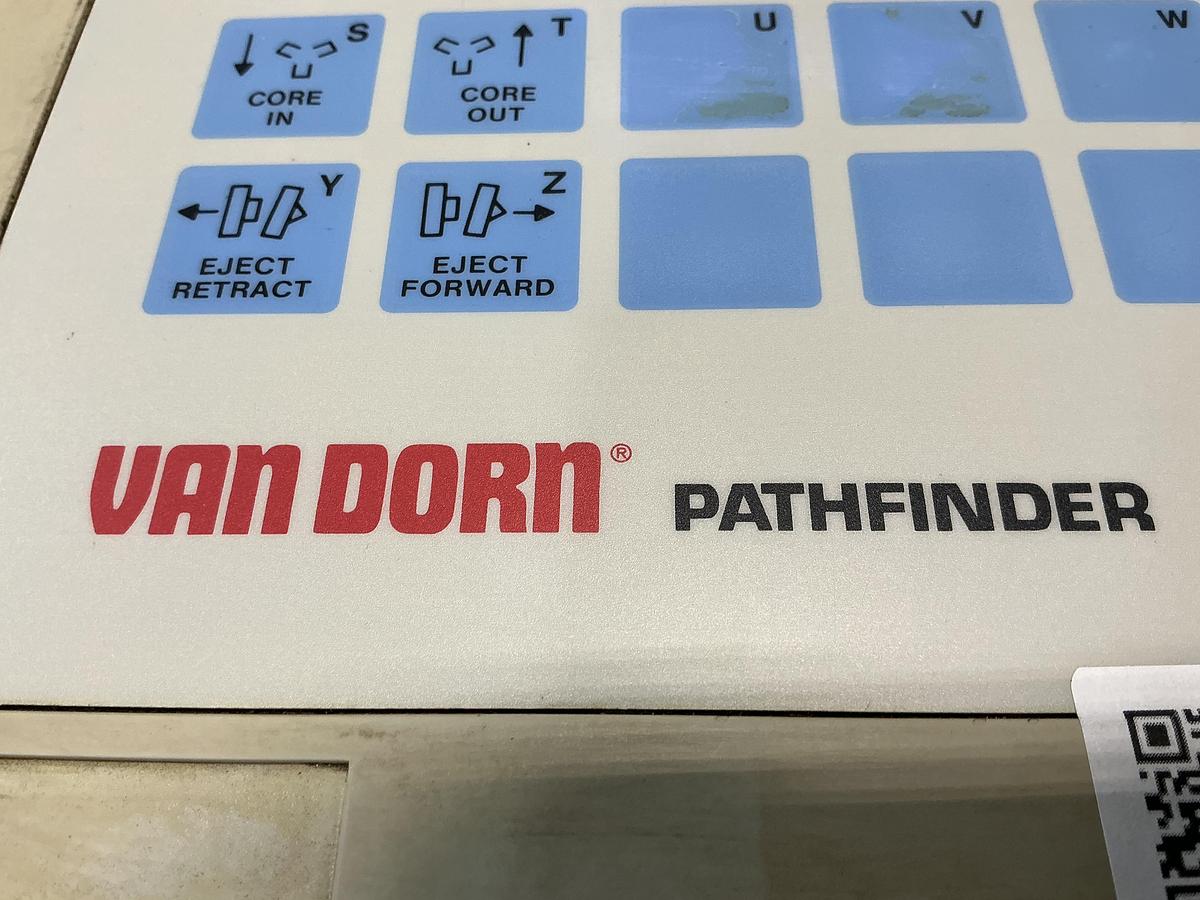 S
CORE
IN
T
CORE
OUT
U
V
W
Y
EJECT
RETRACT
Z
EJECT
FORWARD
VAN DORN®
PATHFINDER